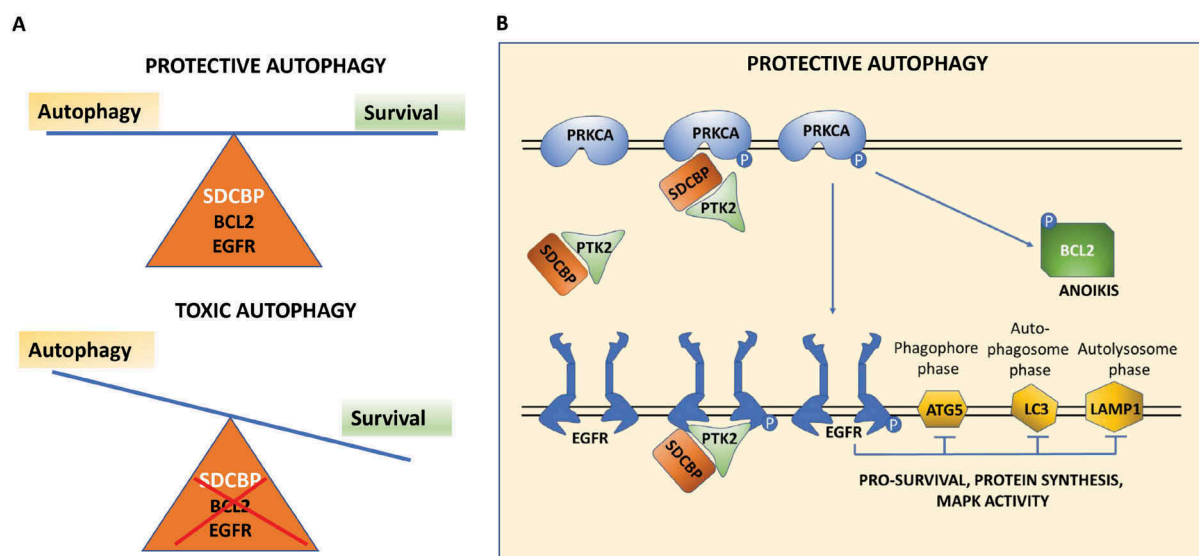 A
PROTECTIVE AUTOPHAGY
Autophagy
Survival
SDCBP
BCL2
EGFR
TOXIC AUTOPHAGY
Autophagy
Survival
SDCBP
BCL2
EGFR
B
PROTECTIVE AUTOPHAGY
PRKCA
PRKCA
PRKCA
P
P
SDCBP
PTK2
PTK2
SDCBP
P
BCL2
ANOIKIS
Phagophore
phase
Auto-
phagosome
phase
Autolysosome
phase
EGFR
PTK2
SDCBP
P
EGFR
P
ATG5
LC3
LAMP1
PRO-SURVIVAL, PROTEIN SYNTHESIS,
MAPK ACTIVITY